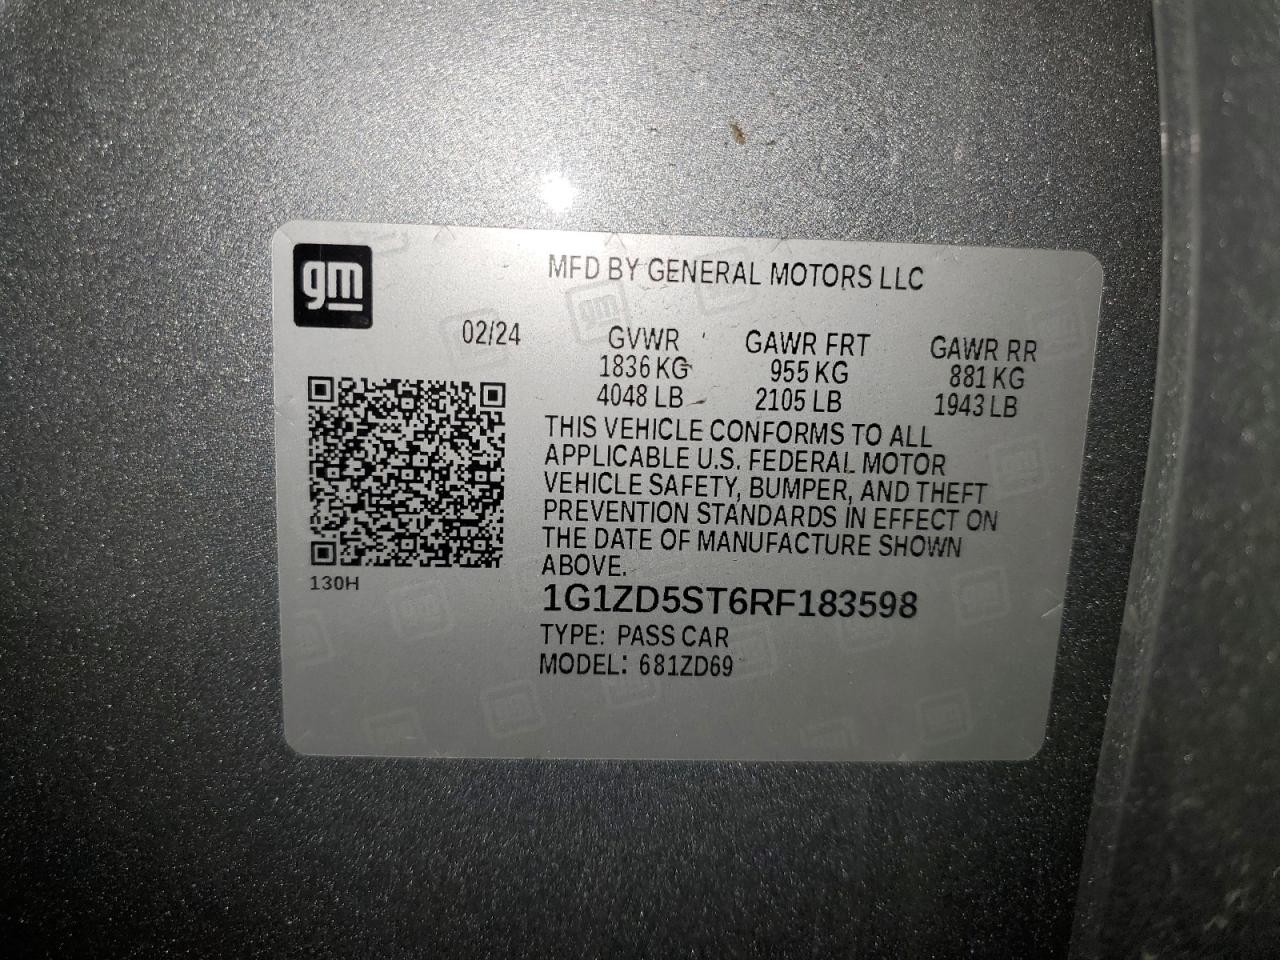 gm
MFD BY GENERAL MOTORS LLC
02/24
GVWR GAWR FRT GAWR RR
1836 KG 955 KG 881 KG
4048 LB 2105 LB 1943 LB
THIS VEHICLE CONFORMS TO ALL
APPLICABLE U.S. FEDERAL MOTOR
VEHICLE SAFETY, BUMPER, AND THEFT
PREVENTION STANDARDS IN EFFECT ON
THE DATE OF MANUFACTURE SHOWN
ABOVE.
130H
1G1ZD5ST6RF183598
TYPE: PASS CAR
MODEL: 681ZD69